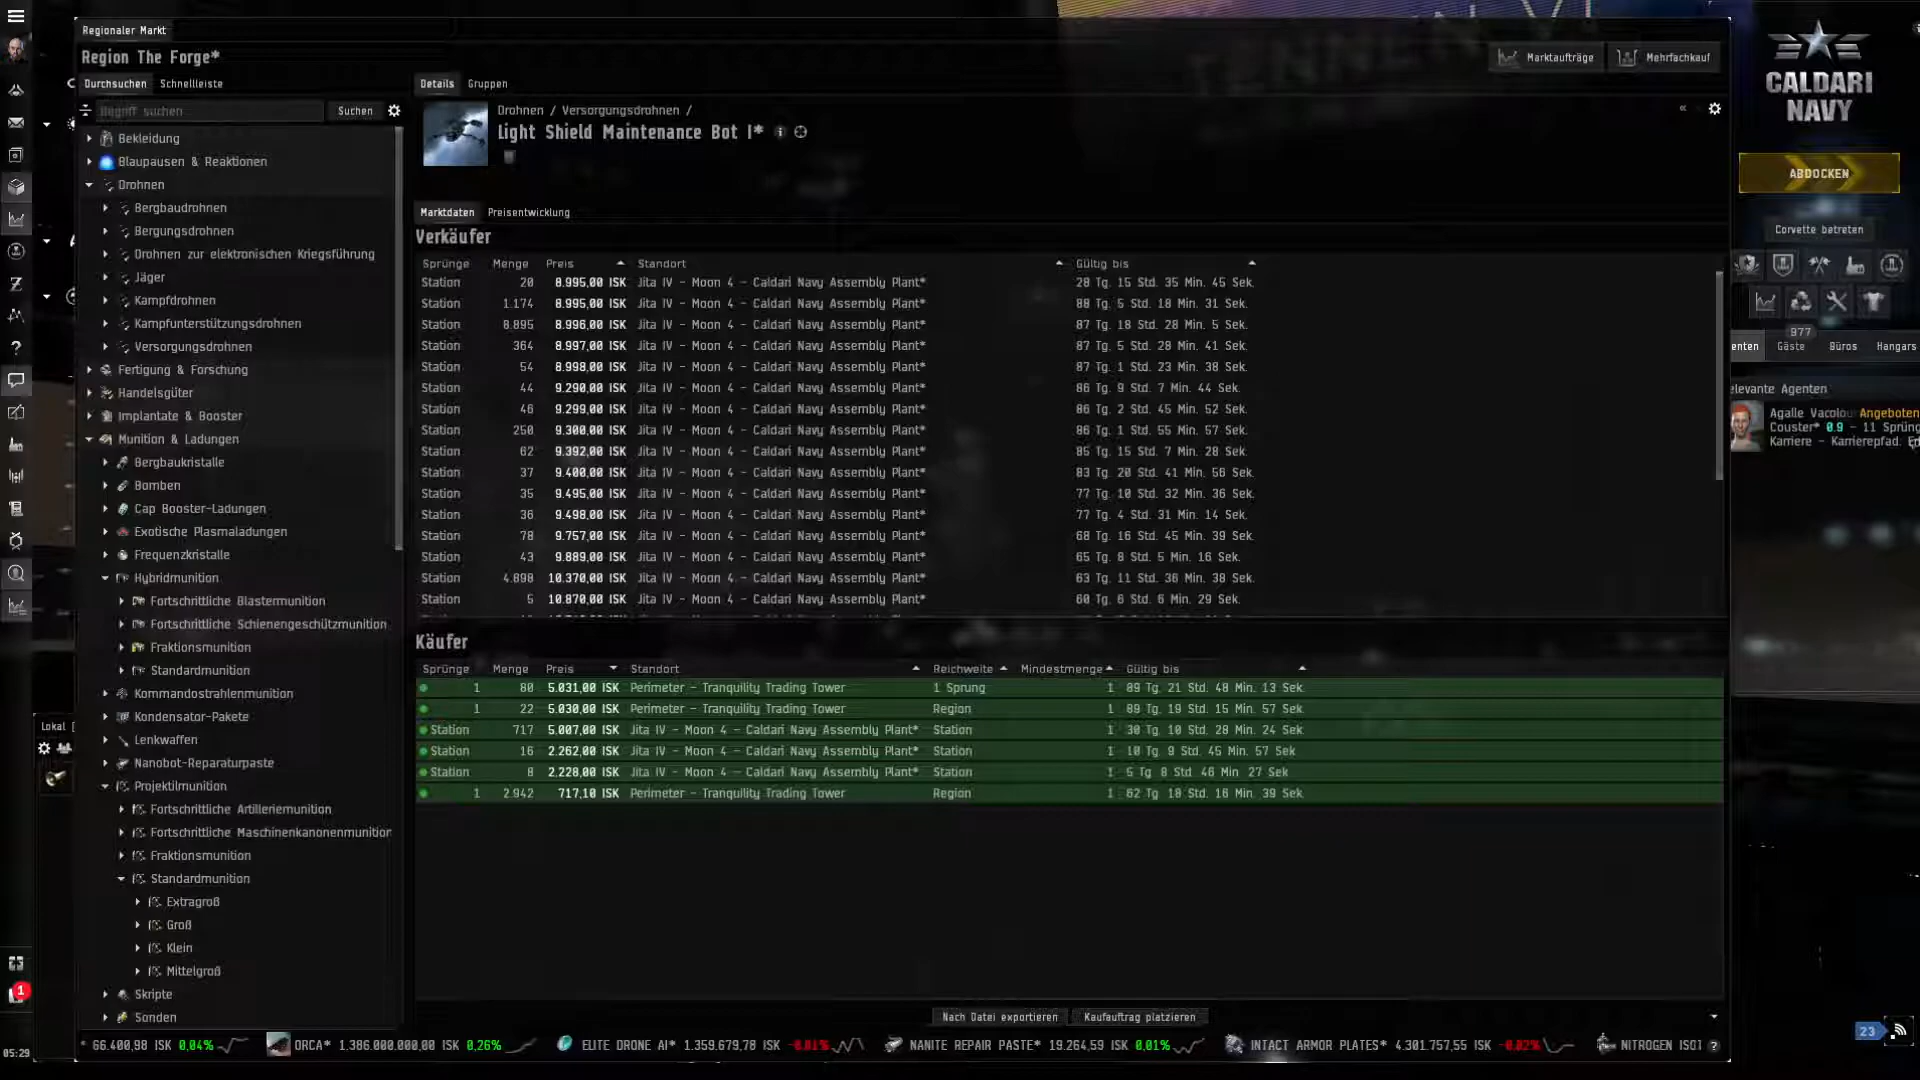 Regionaler Markt
Region The Forge*
Marktaufträge
Mehrfachkauf
Durchsuchen
Schnellleiste
Begriff suchen
Suchen
Bekleidung
Blaupausen & Reaktionen
Drohnen
Bergbaudrohnen
Bergungsdrohnen
Drohnen zur elektronischen Kriegsführung
Jäger
Kampfdrohnen
Kampfunterstützungsdrohnen
Versorgungsdrohnen
Fertigung & Forschung
Handelsgüter
Implantate & Booster
Munition & Ladungen
Bergbaukristalle
Bomben
Cap Booster-Ladungen
Exotische Plasmaladungen
Frequenzkristalle
Hybridmunition
Fortschrittliche Blastermunition
Fortschrittliche Schienengeschützmunition
Fraktionsmunition
Standardmunition
Kommandostrahlenmunition
Kondensator-Pakete
Lenkwaffen
Nanobot-Reparaturpaste
Projektilmunition
Fortschrittliche Artilleriemunition
Fortschrittliche Maschinenkanonenmunition
Fraktionsmunition
Standardmunition
Extragroß
Groß
Klein
Mittelgroß
Skripte
Sonden
Details
Gruppen
Drohnen / Versorgungsdrohnen /
Light Shield Maintenance Bot I*
Marktdaten
Preisentwicklung
Verkäufer
Sprünge Menge Preis Standort Gültig bis
Station 20 8.995,00 ISK Jita IV - Moon 4 - Caldari Navy Assembly Plant* 28 Tg. 15 Std. 35 Min. 45 Sek.
Station 1.174 8.995,00 ISK Jita IV - Moon 4 - Caldari Navy Assembly Plant* 88 Tg. 5 Std. 18 Min. 31 Sek.
Station 8.895 8.996,00 ISK Jita IV - Moon 4 - Caldari Navy Assembly Plant* 87 Tg. 18 Std. 28 Min. 5 Sek.
Station 364 8.997,00 ISK Jita IV - Moon 4 - Caldari Navy Assembly Plant* 87 Tg. 5 Std. 28 Min. 41 Sek.
Station 54 8.998,00 ISK Jita IV - Moon 4 - Caldari Navy Assembly Plant* 87 Tg. 1 Std. 23 Min. 38 Sek.
Station 44 9.290,00 ISK Jita IV - Moon 4 - Caldari Navy Assembly Plant* 86 Tg. 9 Std. 7 Min. 44 Sek.
Station 46 9.299,00 ISK Jita IV - Moon 4 - Caldari Navy Assembly Plant* 86 Tg. 2 Std. 45 Min. 52 Sek.
Station 250 9.300,00 ISK Jita IV - Moon 4 - Caldari Navy Assembly Plant* 86 Tg. 1 Std. 55 Min. 57 Sek.
Station 62 9.392,00 ISK Jita IV - Moon 4 - Caldari Navy Assembly Plant* 85 Tg. 15 Std. 7 Min. 28 Sek.
Station 37 9.400,00 ISK Jita IV - Moon 4 - Caldari Navy Assembly Plant* 83 Tg. 20 Std. 41 Min. 56 Sek.
Station 35 9.495,00 ISK Jita IV - Moon 4 - Caldari Navy Assembly Plant* 77 Tg. 10 Std. 32 Min. 36 Sek.
Station 36 9.498,00 ISK Jita IV - Moon 4 - Caldari Navy Assembly Plant* 77 Tg. 4 Std. 31 Min. 14 Sek.
Station 78 9.757,00 ISK Jita IV - Moon 4 - Caldari Navy Assembly Plant* 68 Tg. 16 Std. 45 Min. 39 Sek.
Station 43 9.889,00 ISK Jita IV - Moon 4 - Caldari Navy Assembly Plant* 65 Tg. 8 Std. 5 Min. 16 Sek.
Station 4.898 10.370,00 ISK Jita IV - Moon 4 - Caldari Navy Assembly Plant* 63 Tg. 11 Std. 36 Min. 38 Sek.
Station 5 10.870,00 ISK Jita IV - Moon 4 - Caldari Navy Assembly Plant* 60 Tg. 6 Std. 6 Min. 29 Sek.
Käufer
Sprünge Menge Preis Standort Reichweite Mindestmenge Gültig bis
1 80 5.031,00 ISK Perimeter - Tranquility Trading Tower 1 Sprung 1 89 Tg. 21 Std. 48 Min. 13 Sek.
1 22 5.030,00 ISK Perimeter - Tranquility Trading Tower Region 1 89 Tg. 19 Std. 15 Min. 57 Sek.
Station 717 5.007,00 ISK Jita IV - Moon 4 - Caldari Navy Assembly Plant* Station 1 30 Tg. 10 Std. 28 Min. 24 Sek.
Station 16 2.262,00 ISK Jita IV - Moon 4 - Caldari Navy Assembly Plant* Station 1 10 Tg. 9 Std. 45 Min. 57 Sek
Station 8 2.228,00 ISK Jita IV - Moon 4 - Caldari Navy Assembly Plant* Station 1 5 Tg 8 Std. 46 Min 27 Sek
1 2.942 717,10 ISK Perimeter - Tranquility Trading Tower Region 1 62 Tg 18 Std. 16 Min. 39 Sek.
Nach Datei exportieren
Kaufauftrag platzieren
66.400,98 ISK 0,04%
ORCA* 1.386.000.000,00 ISK 0,26%
ELITE DRONE AI* 1.359.679,78 ISK -0,01%
NANITE REPAIR PASTE* 19.264,59 ISK 0,01%
INTACT ARMOR PLATES* 4.301.757,55 ISK -0,02%
NITROGEN ISOT
CALDARI
NAVY
ABDOCKEN
Corvette betreten
977
enten Gäste Büros Hangars
elevante Agenten
Agalle Vacolou Angeboten
Couster* 0.9 - 11 Sprüng
Karriere - Karrierepfad.
Lokal [
1
05:29
23